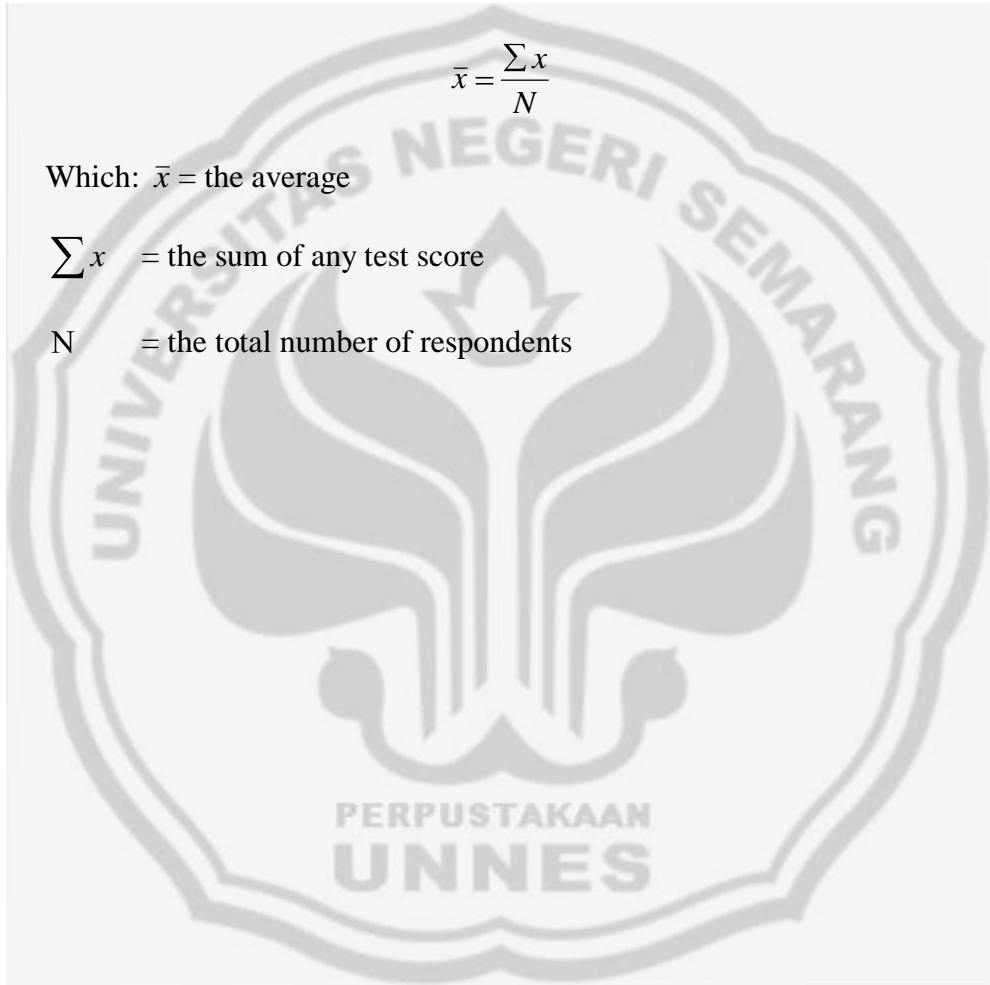 x̄ = ∑x / N
Which: x̄ = the average
∑x = the sum of any test score
N = the total number of respondents
UNIVERSITAS NEGERI SEMARANG
PERPUSTAKAAN
UNNES